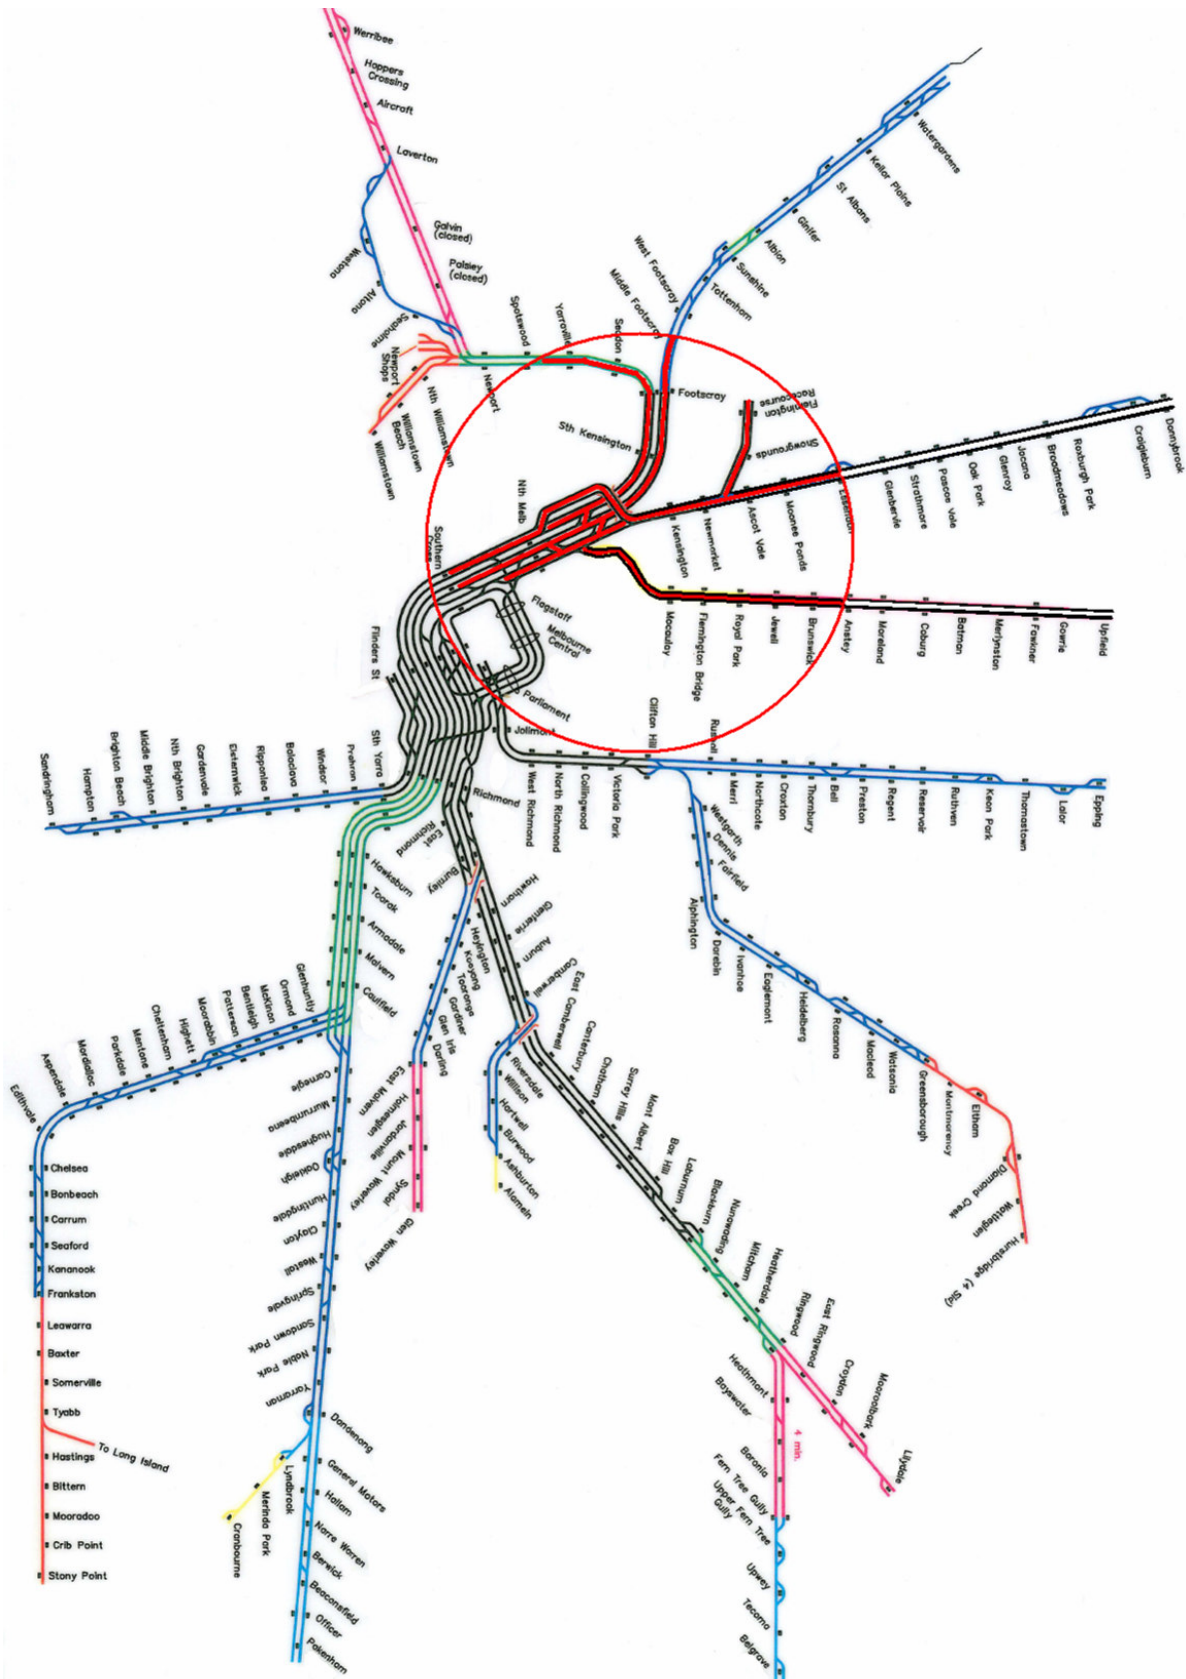 Werribee
Hoppers
Crossing
Aircraft
Laverton
Galvin
(closed)
Paisley
(closed)
Westona
Altona
Seaholme
Newport
Shops
Nth Williamstown
Williamstown
Beach
Williamstown
Newport
Spotswood
Yarraville
Seddon
Middle Footscray
West Footscray
Tottenham
Sunshine
Albion
Ginifer
St Albans
Keilor Plains
Watergardens
Footscray
Sth Kensington
Flemington
Racecourse
Showgrounds
Nth Melb
Southern
Cross
Kensington
Newmarket
Ascot Vale
Moonee Ponds
Essendon
Glenbervie
Strathmore
Pascoe Vale
Oak Park
Glenroy
Jacana
Broadmeadows
Roxburgh Park
Craigieburn
Donnybrook
Macaulay
Flemington Bridge
Royal Park
Jewell
Brunswick
Anstey
Moreland
Coburg
Batman
Merlynston
Fawkner
Gowrie
Upfield
Flagstaff
Melbourne
Central
Parliament
Flinders St
Jolimont
West Richmond
North Richmond
Collingwood
Victoria Park
Clifton Hill
Rushall
Merri
Northcote
Croxton
Thornbury
Bell
Preston
Regent
Reservoir
Ruthven
Keon Park
Thomastown
Lalor
Epping
Westgarth
Dennis
Fairfield
Alphington
Darebin
Ivanhoe
Eaglemont
Heidelberg
Rosanna
Macleod
Watsonia
Greensborough
Montmorency
Eltham
Diamond Creek
Wattleglen
Hurstbridge (4 Sid)
Sandringham
Hampton
Brighton Beach
Middle Brighton
Nth Brighton
Gardenvale
Elsternwick
Ripponlea
Balaclava
Windsor
Prahran
Sth Yarra
Richmond
East
Richmond
Burnley
Hawthorn
Glenferrie
Auburn
Camberwell
East Camberwell
Canterbury
Chatham
Surrey Hills
Mont Albert
Box Hill
Laburnum
Blackburn
Nunawading
Mitcham
Heatherdale
Ringwood
East Ringwood
Croydon
Mooroolbark
Lilydale
Heathmont
Bayswater
4 min.
Boronia
Fern Tree Gully
Upper Fern Tree
Gully
Upwey
Tecoma
Belgrave
Heyington
Kooyong
Tooronga
Gardiner
Glen Iris
Darling
East Malvern
Holmesglen
Jordanville
Mount Waverley
Syndal
Glen Waverley
Riversdale
Willison
Hartwell
Burwood
Ashburton
Alamein
Hawksburn
Toorak
Armadale
Malvern
Caulfield
Glenhuntly
Ormond
McKinon
Bentleigh
Patterson
Moorabbin
Highett
Cheltenham
Mentone
Parkdale
Mordialloc
Aspendale
Edithvale
Chelsea
Bonbeach
Carrum
Seaford
Kananook
Frankston
Leawarra
Baxter
Somerville
Tyabb
To Long Island
Hastings
Bittern
Mooradoo
Crib Point
Stony Point
Carnegie
Murrumbeena
Hughesdale
Oakleigh
Huntingdale
Clayton
Westall
Springvale
Sandown Park
Noble Park
Yarraman
Dandenong
Lyndbrook
Merinda Park
Cranbourne
General Motors
Hallam
Narre Warren
Berwick
Beaconsfield
Officer
Pakenham